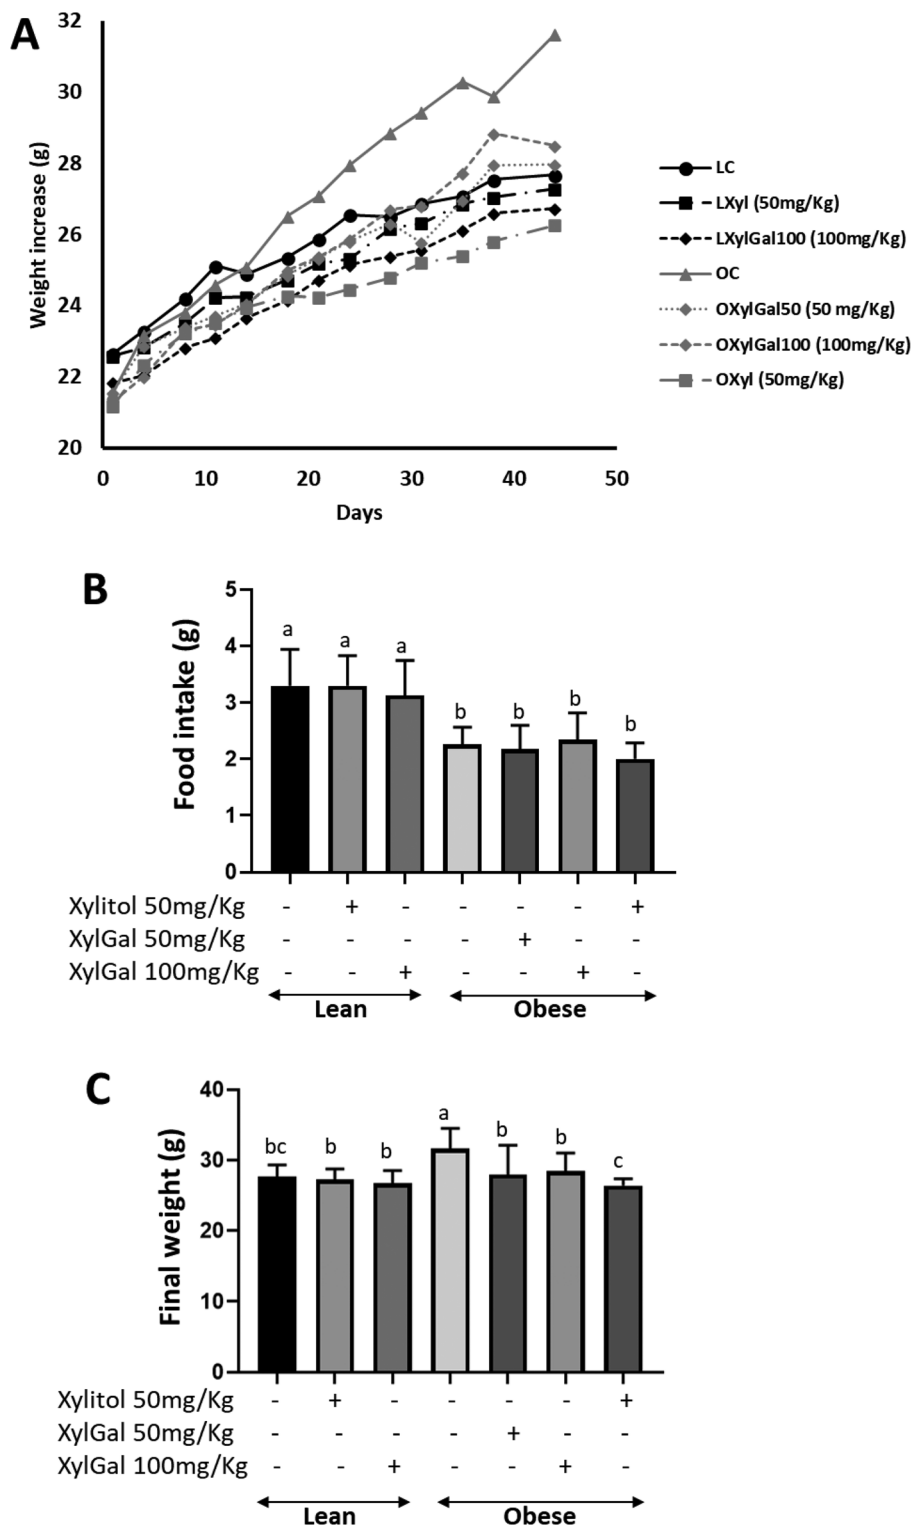 A
32
30
28
26
24
22
20
Weight increase (g)
0 10 20 30 40 50
Days
LC
LXyl (50mg/Kg)
LXylGal100 (100mg/Kg)
OC
OXylGal50 (50 mg/Kg)
OXylGal100 (100mg/Kg)
OXyl (50mg/Kg)
B
Food intake (g)
5
4
3
2
1
0
a a a b b b b
Xylitol 50mg/Kg - + - - - - +
XylGal 50mg/Kg - - - - + - -
XylGal 100mg/Kg - - + - - + -
Lean Obese
C
Final weight (g)
40
30
20
10
0
bc b b a b b c
Xylitol 50mg/Kg - + - - - - +
XylGal 50mg/Kg - - - - + - -
XylGal 100mg/Kg - - + - - + -
Lean Obese